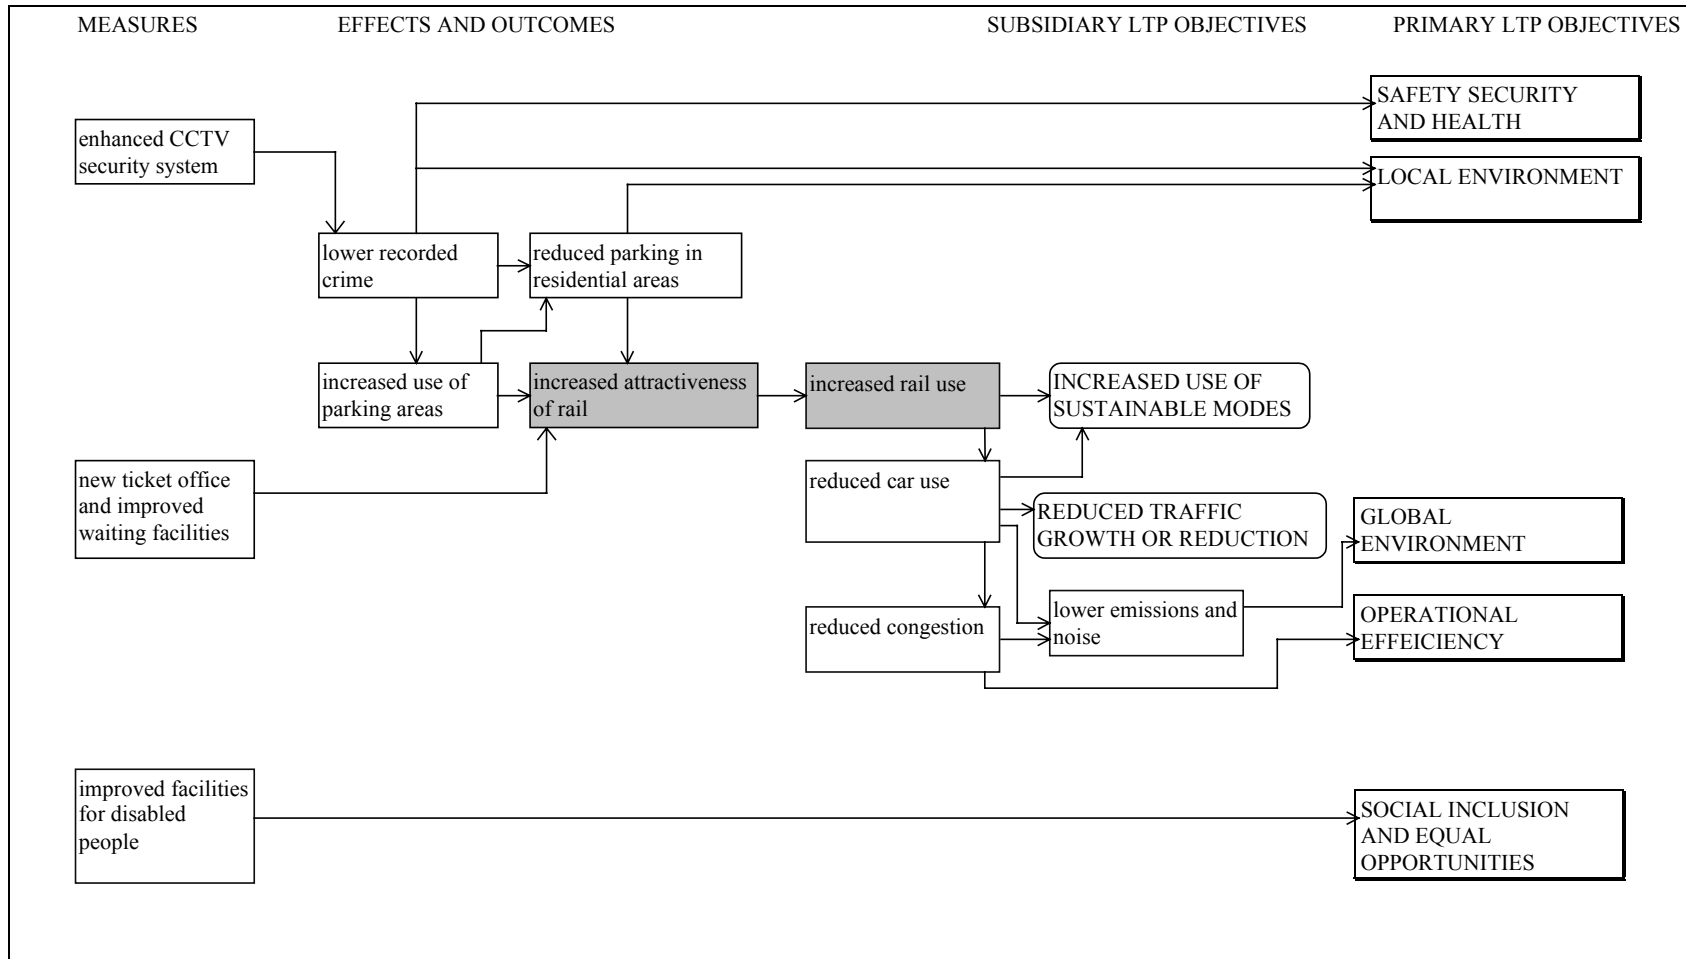 MEASURES
EFFECTS AND OUTCOMES
SUBSIDIARY LTP OBJECTIVES
PRIMARY LTP OBJECTIVES
SAFETY SECURITY
AND HEALTH
enhanced CCTV
security system
LOCAL ENVIRONMENT
lower recorded
crime
reduced parking in
residential areas
increased use of
parking areas
increased attractiveness
of rail
increased rail use
INCREASED USE OF
SUSTAINABLE MODES
new ticket office
and improved
waiting facilities
reduced car use
REDUCED TRAFFIC
GROWTH OR REDUCTION
GLOBAL
ENVIRONMENT
reduced congestion
lower emissions and
noise
OPERATIONAL
EFFEICIENCY
improved facilities
for disabled
people
SOCIAL INCLUSION
AND EQUAL
OPPORTUNITIES